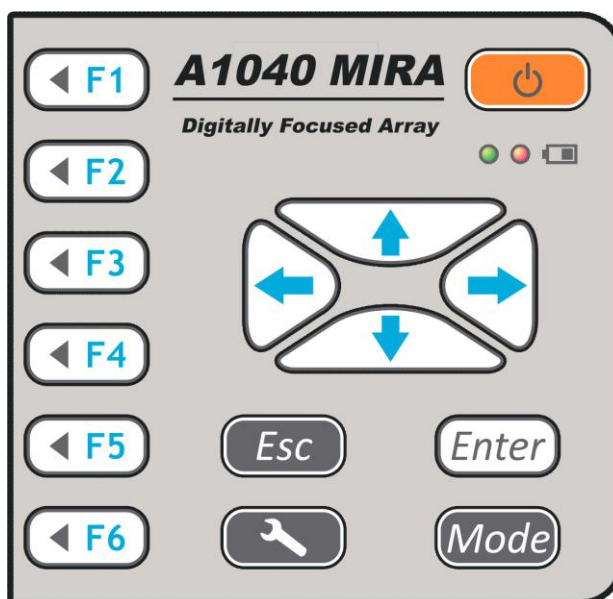 F1
A1040 MIRA
Digitally Focused Array
F2
F3
F4
F5
Esc
Enter
F6
Mode